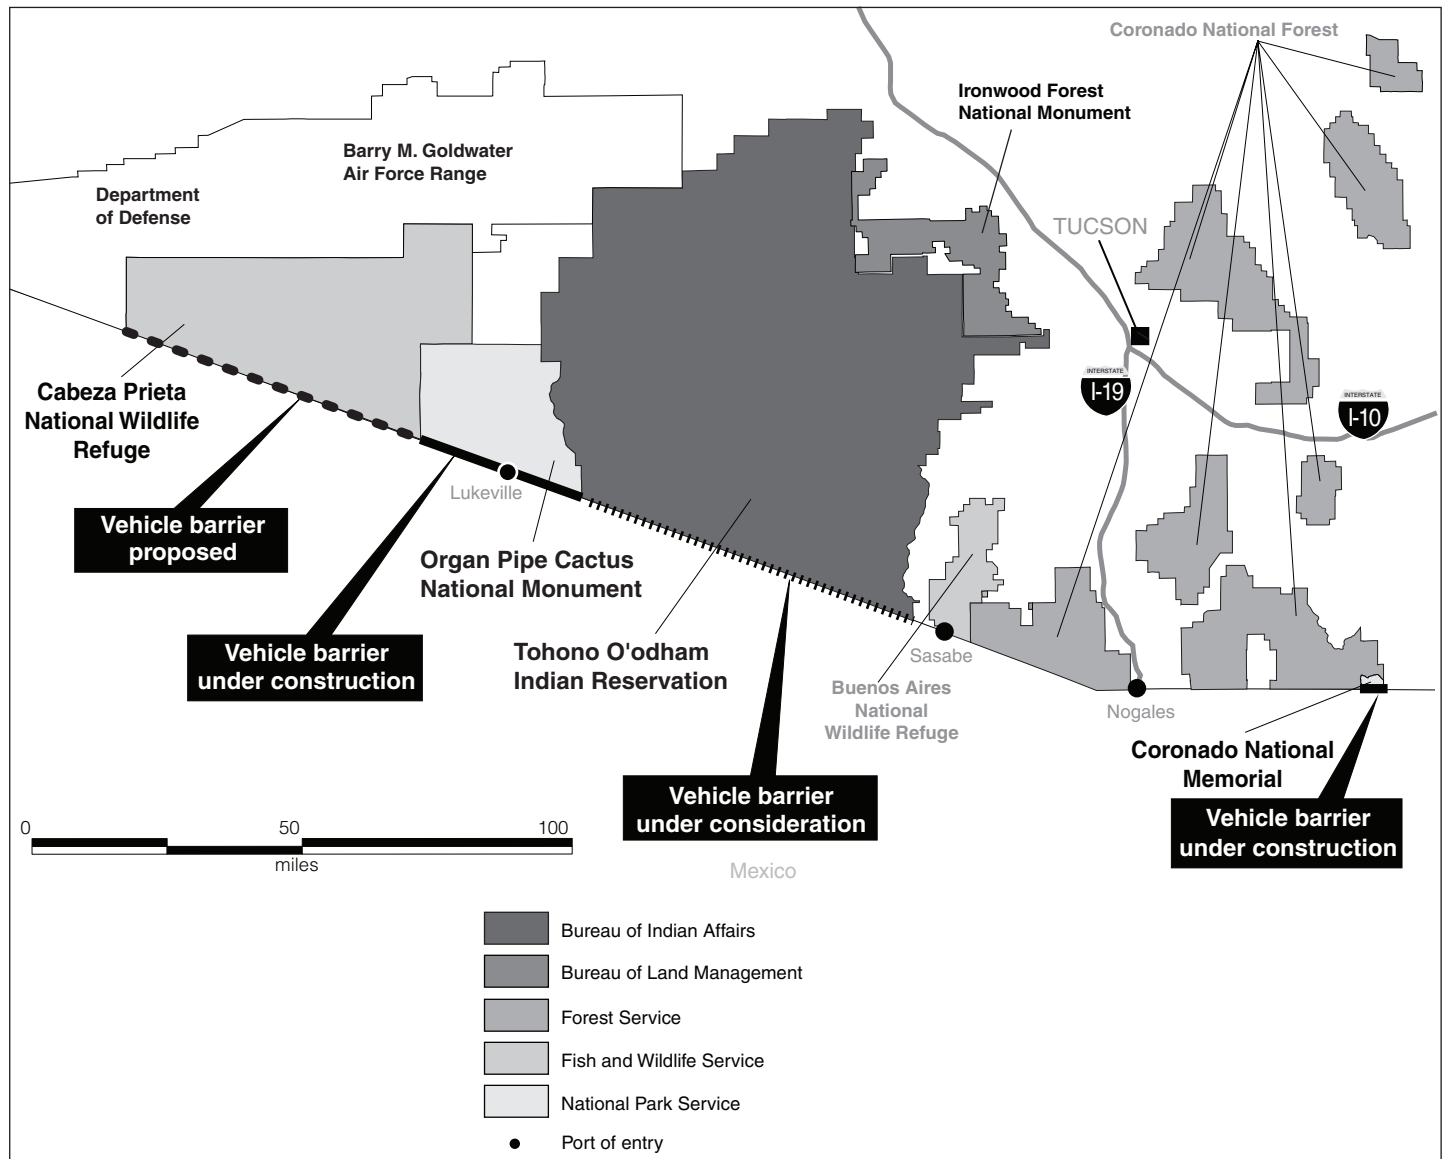 Coronado National Forest
Ironwood Forest
National Monument
Barry M. Goldwater
Air Force Range
Department
of Defense
TUCSON
INTERSTATE
I-19
INTERSTATE
I-10
Cabeza Prieta
National Wildlife
Refuge
Lukeville
Vehicle barrier
proposed
Organ Pipe Cactus
National Monument
Vehicle barrier
under construction
Tohono O'odham
Indian Reservation
Sasabe
Buenos Aires
National
Wildlife Refuge
Nogales
Coronado National
Memorial
Vehicle barrier
under consideration
Vehicle barrier
under construction
0 50 100
miles
Mexico
Bureau of Indian Affairs
Bureau of Land Management
Forest Service
Fish and Wildlife Service
National Park Service
Port of entry